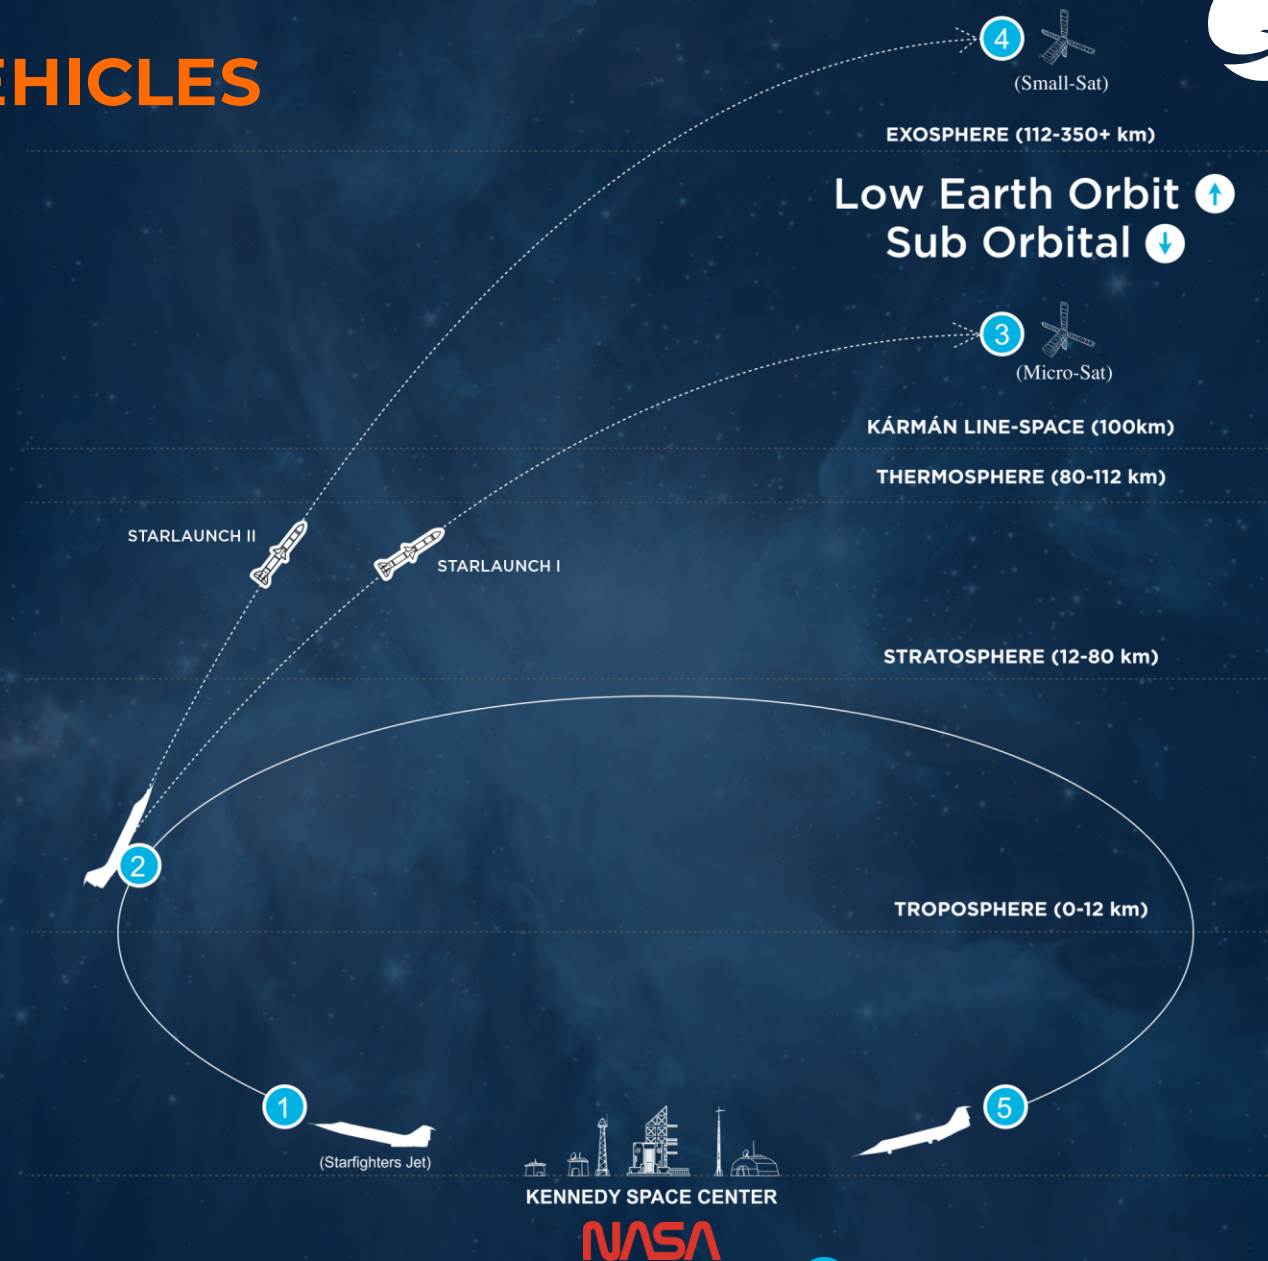 EHICLES
4
(Small-Sat)
EXOSPHERE (112-350+ km)
Low Earth Orbit
Sub Orbital
3
(Micro-Sat)
KÁRMÁN LINE-SPACE (100km)
THERMOSPHERE (80-112 km)
STARLAUNCH II
STARLAUNCH I
STRATOSPHERE (12-80 km)
2
TROPOSPHERE (0-12 km)
1
5
(Starfighters Jet)
KENNEDY SPACE CENTER
NASA